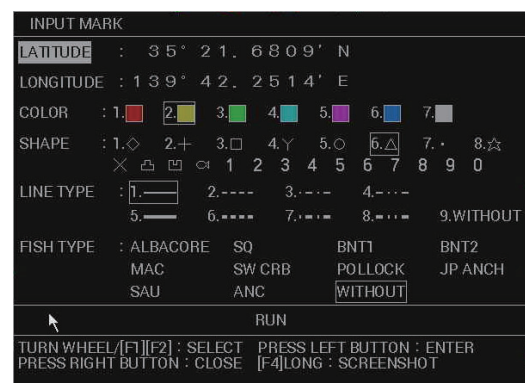 INPUT MARK
LATITUDE : 35° 21. 6809' N
LONGITUDE : 139° 42. 2514' E
COLOR : 1. 2. 3. 4. 5. 6. 7.
SHAPE : 1.◇ 2.+ 3.□ 4.Y 5.○ 6.△ 7.・ 8.☆
1 2 3 4 5 6 7 8 9 0
LINE TYPE : 1.── 2.---- 3.-・-・- 4.-・・-
5.── 6.---- 7.-・-・- 8.-・・- 9.WITHOUT
FISH TYPE : ALBACORE SQ BNT1 BNT2
MAC SW CRB POLLOCK JP ANCH
SAU ANC WITHOUT
RUN
TURN WHEEL/[F1][F2] : SELECT PRESS LEFT BUTTON : ENTER
PRESS RIGHT BUTTON : CLOSE [F4]LONG : SCREENSHOT